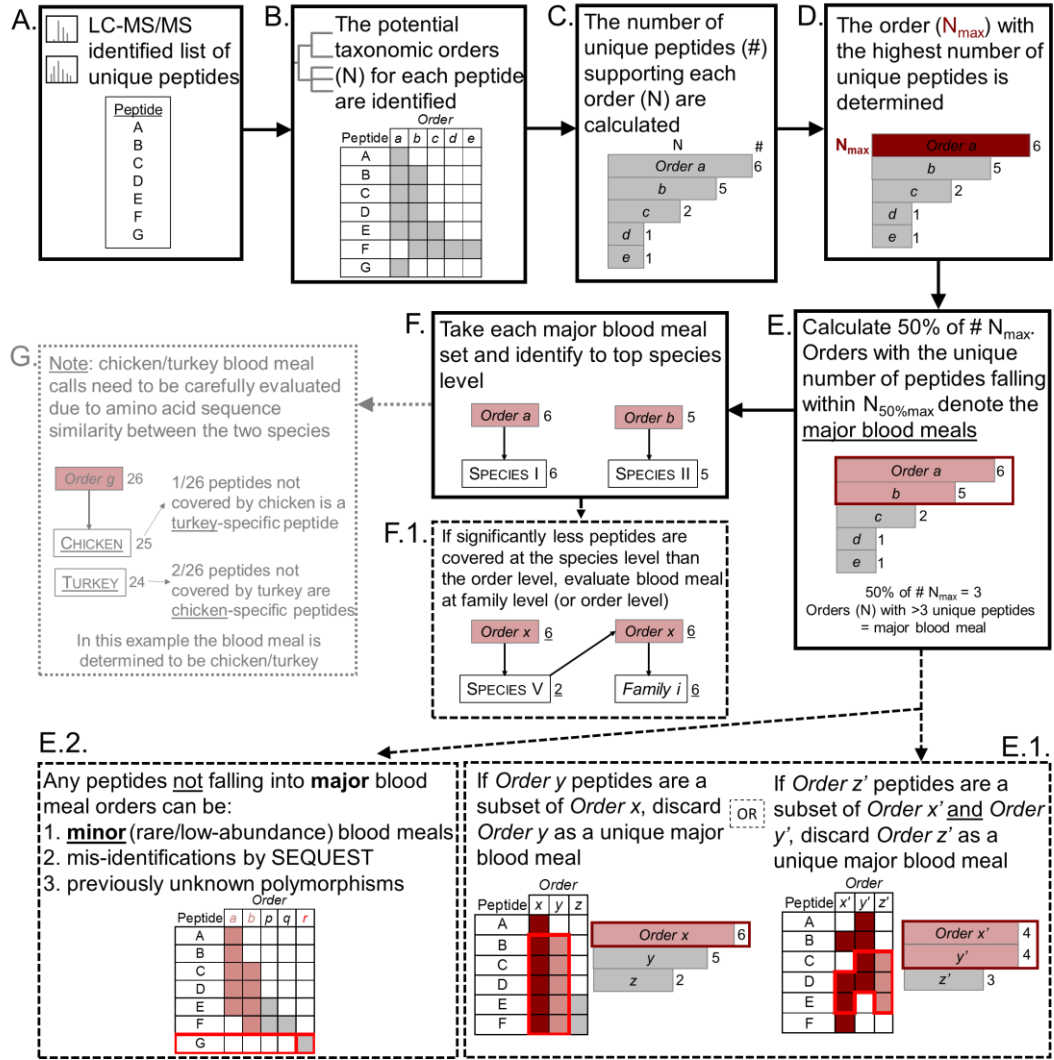 A.
LC-MS/MS
identified list of
unique peptides
Peptide
A
B
C
D
E
F
G
B.
The potential
taxonomic orders
(N) for each peptide
are identified
Order
Peptide a b c d e
A
B
C
D
E
F
G
C.
The number of
unique peptides (#)
supporting each
order (N) are
calculated
N #
Order a 6
b 5
c 2
d 1
e 1
D.
The order (Nmax) with
the highest number of
unique peptides is
determined
Nmax Order a 6
b 5
c 2
d 1
e 1
E.
Calculate 50% of # Nmax.
Orders with the unique
number of peptides falling
within N50%max denote the
major blood meals
Order a 6
b 5
c 2
d 1
e 1
50% of # Nmax = 3
Orders (N) with >3 unique peptides
= major blood meal
F.
Take each major blood meal
set and identify to top species
level
Order a 6 Order b 5
SPECIES I 6 SPECIES II 5
F.1.
If significantly less peptides are
covered at the species level than
the order level, evaluate blood meal
at family level (or order level)
Order x 6 Order x 6
SPECIES V 2 Family i 6
G.
Note: chicken/turkey blood meal
calls need to be carefully evaluated
due to amino acid sequence
similarity between the two species
Order g 26
CHICKEN 25
1/26 peptides not
covered by chicken is a
turkey-specific peptide
TURKEY 24
2/26 peptides not
covered by turkey are
chicken-specific peptides
In this example the blood meal is
determined to be chicken/turkey
E.2.
Any peptides not falling into major blood
meal orders can be:
1. minor (rare/low-abundance) blood meals
2. mis-identifications by SEQUEST
3. previously unknown polymorphisms
Order
Peptide a b p q r
A
B
C
D
E
F
G
E.1.
If Order y peptides are a
subset of Order x, discard
Order y as a unique major
blood meal
Order
Peptide x y z
A
B
C
D
E
F
Order x 6
y 5
z 2
OR
If Order z’ peptides are a
subset of Order x’ and Order
y’, discard Order z’ as a
unique major blood meal
Order
Peptide x’ y’ z’
A
B
C
D
E
F
Order x’ 4
y’ 4
z’ 3